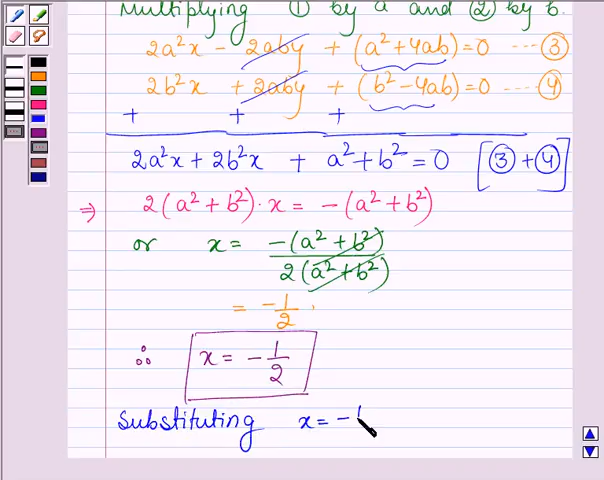 Multiplying ① by a and ② by b.
2a²x - 2aby + (a² + 4ab) = 0 ---- ③
2b²x + 2aby + (b² - 4ab) = 0 ---- ④
+ + +
2a²x + 2b²x + a² + b² = 0 [③ + ④]
⇒ 2(a² + b²)·x = -(a² + b²)
or x = -(a² + b²) / 2(a² + b²)
= -1/2 .
∴ x = -1/2
Substituting x = -1